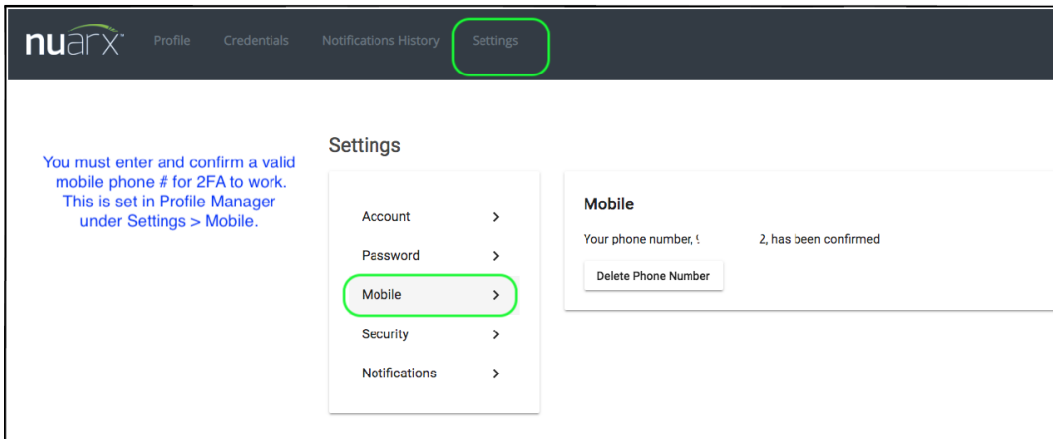 nuarx Profile Credentials Notifications History Settings
Settings
You must enter and confirm a valid
mobile phone # for 2FA to work.
This is set in Profile Manager
under Settings > Mobile.
Account
Password
Mobile
Security
Notifications
Mobile
Your phone number, 2, has been confirmed
Delete Phone Number